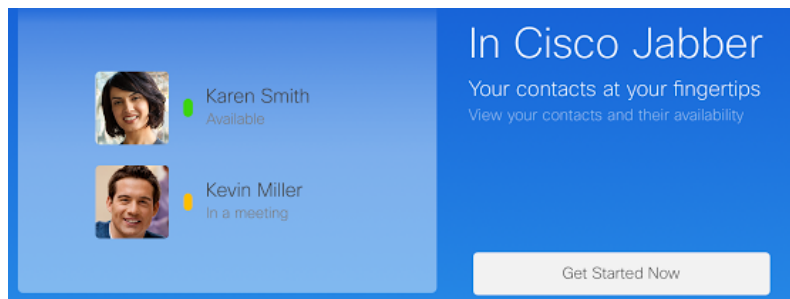 Karen Smith
Available
Kevin Miller
In a meeting
In Cisco Jabber
Your contacts at your fingertips
View your contacts and their availability
Get Started Now